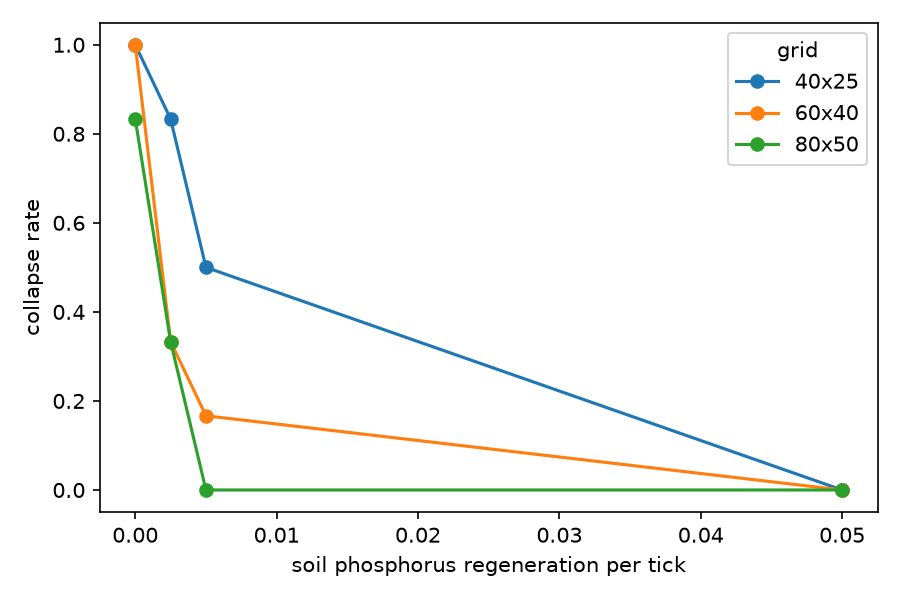 1.0
0.8
0.6
0.4
0.2
0.0
collapse rate
grid
40x25
60x40
80x50
0.00 0.01 0.02 0.03 0.04 0.05
soil phosphorus regeneration per tick